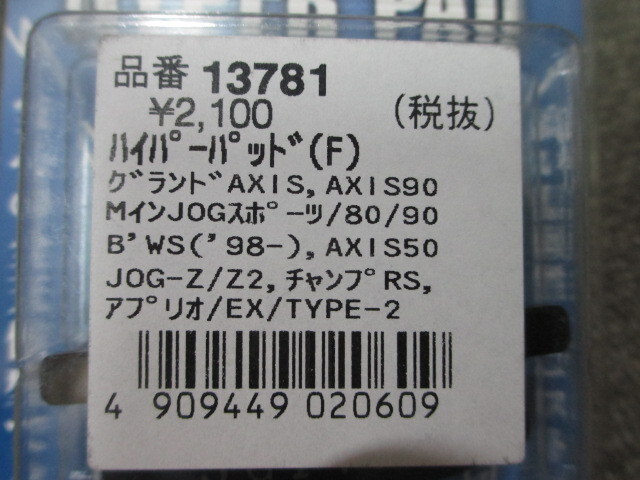 HYPER PAD
品番 13781
¥2,100 (税抜)
ﾊｲﾊﾟｰﾊﾟｯﾄﾞ(F)
ｸﾞﾗﾝﾄﾞAXIS, AXIS90
MｲﾝJOGｽﾎﾟｰﾂ/80/90
B'WS('98-), AXIS50
JOG-Z/Z2, ﾁｬﾝﾌﾟRS,
ｱﾌﾟﾘｵ/EX/TYPE-2
4 909449 020609